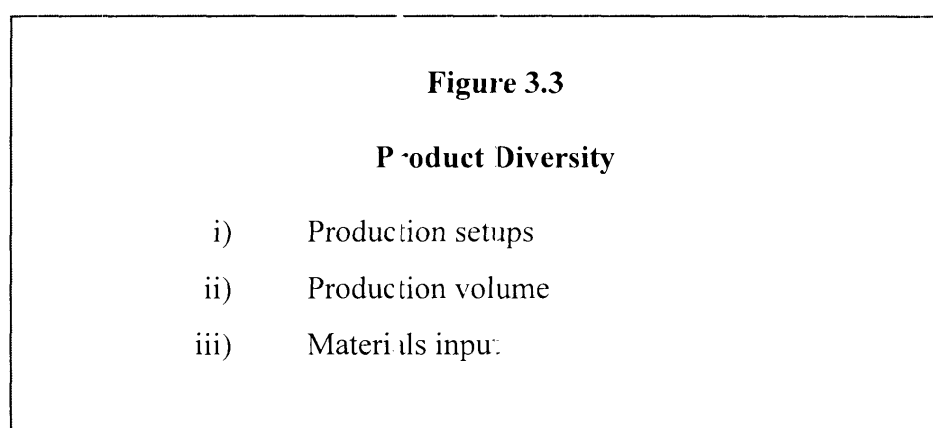 Figure 3.3
Product Diversity
i) Production setups
ii) Production volume
iii) Materials input